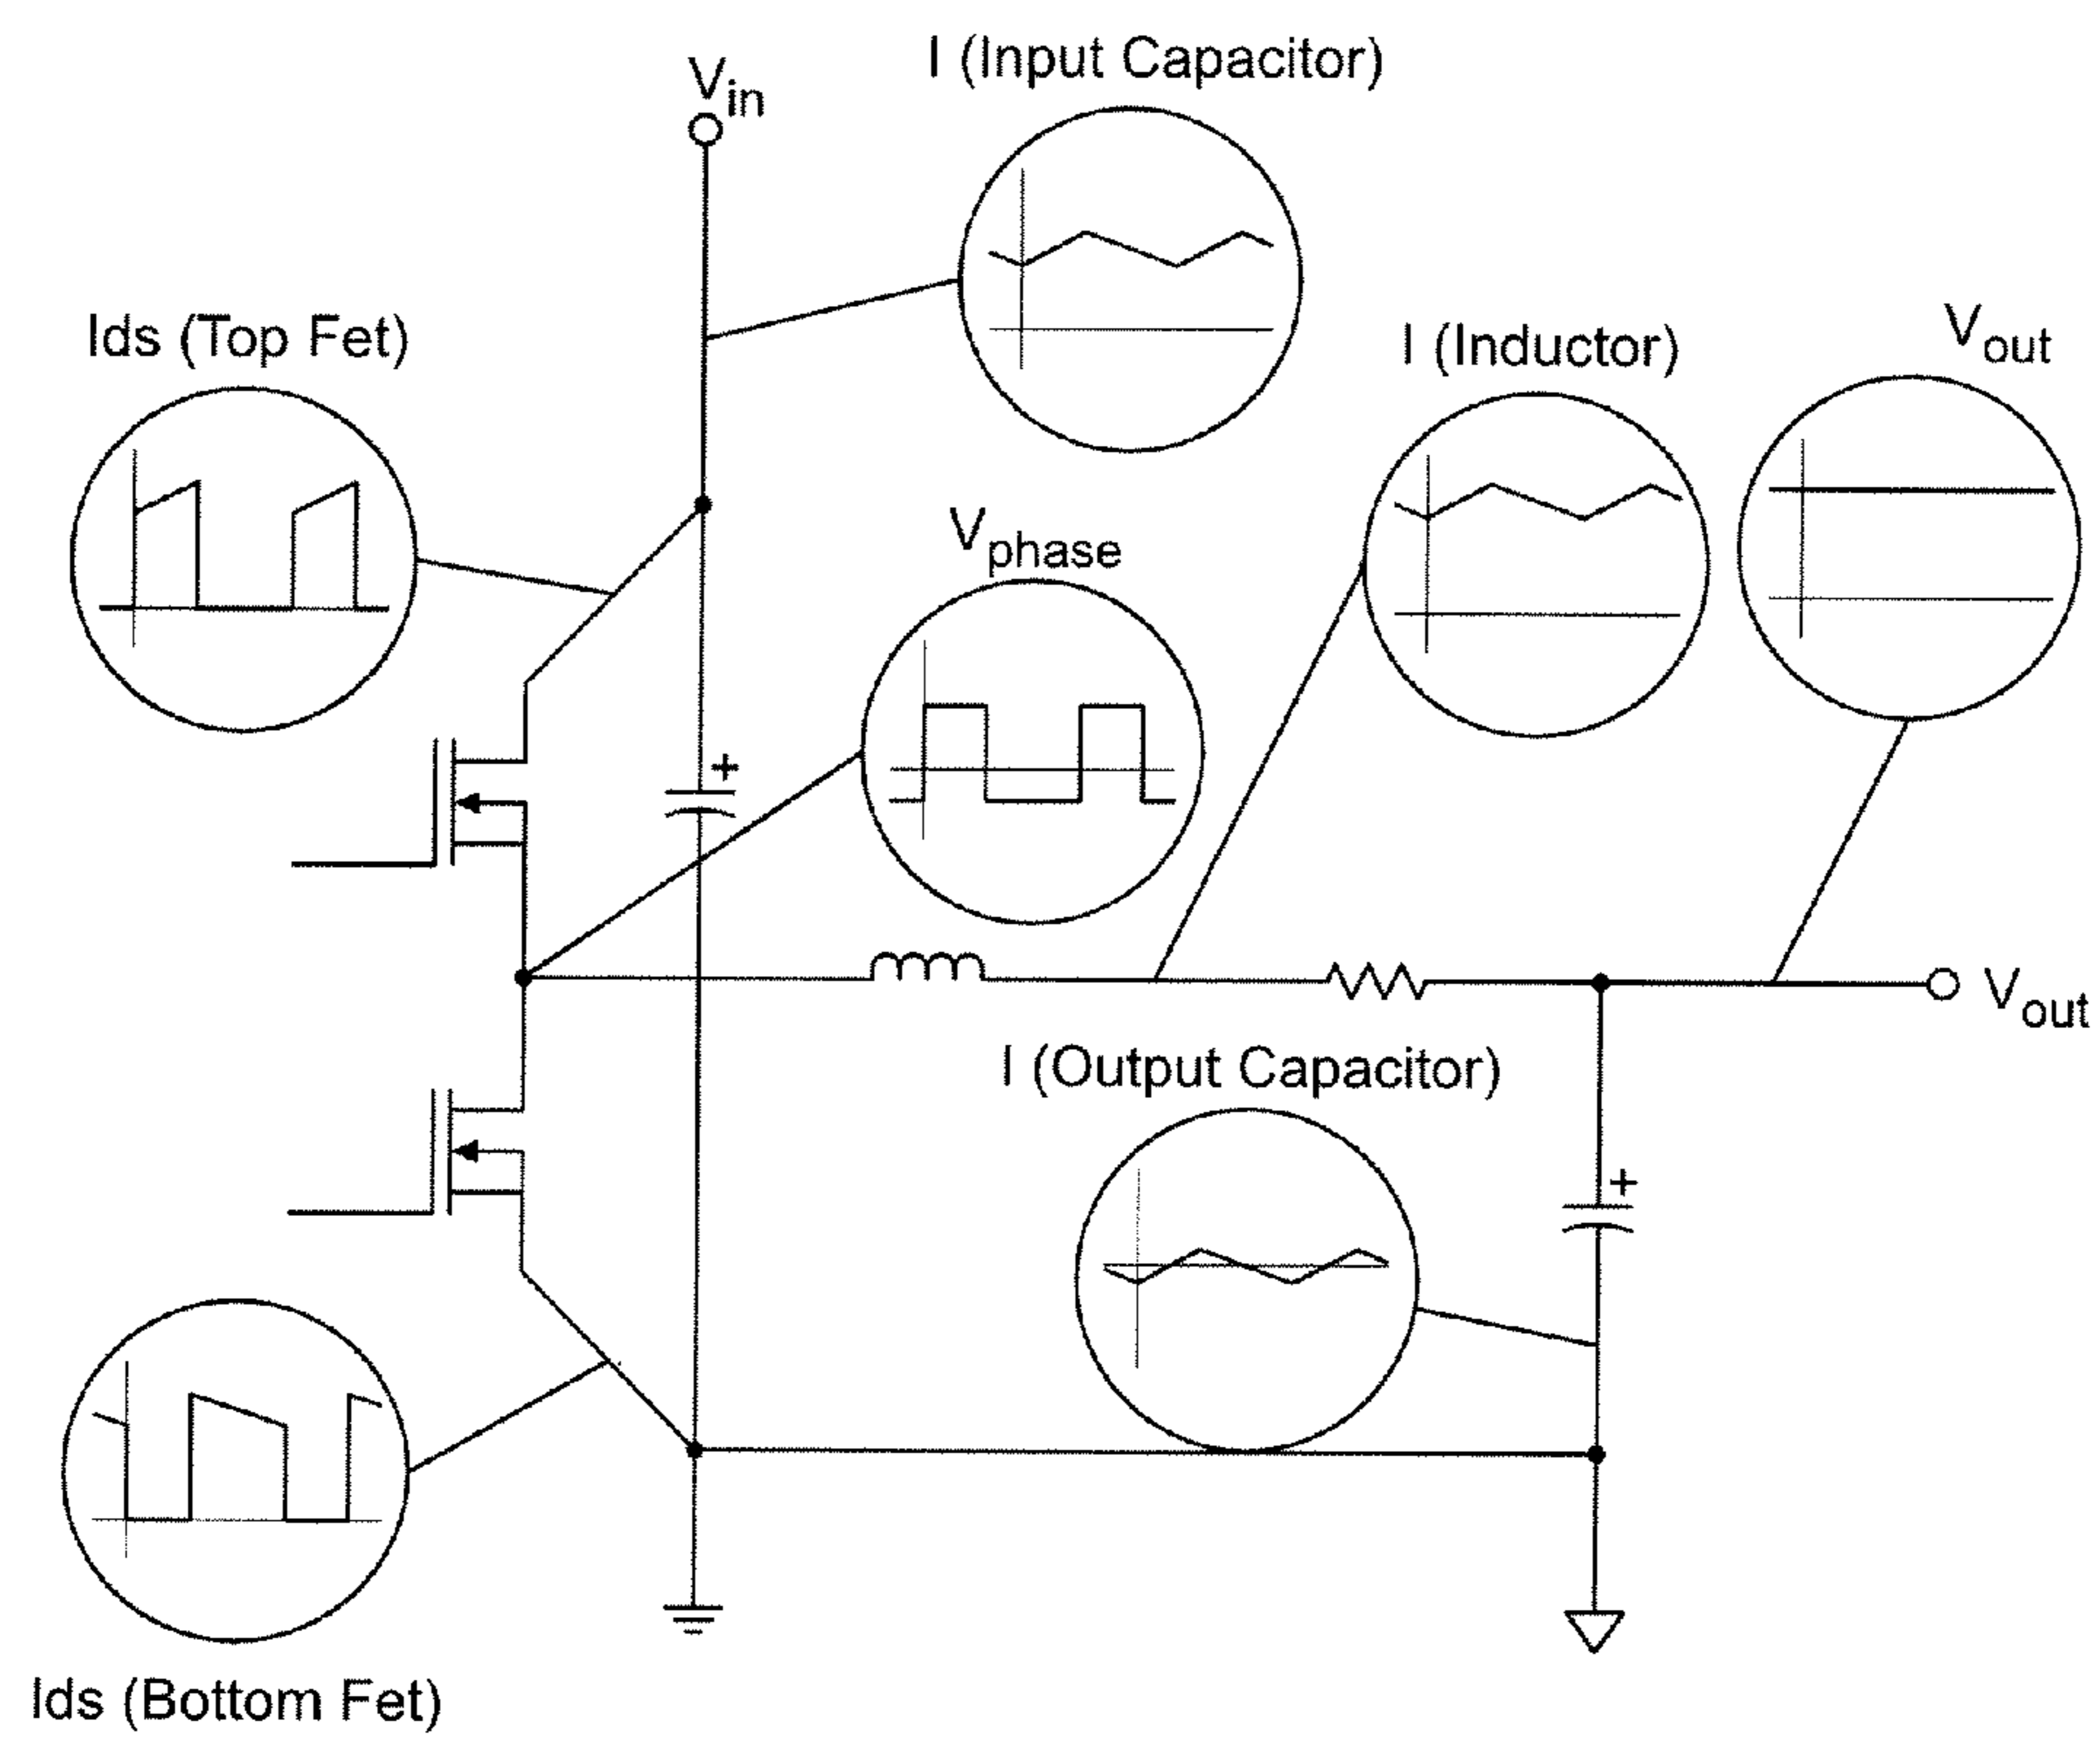 I (Input Capacitor)
Vin
Ids (Top Fet)
I (Inductor)
Vout
Vphase
+
Vout
I (Output Capacitor)
+
Ids (Bottom Fet)